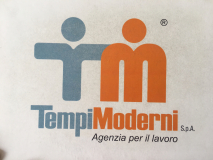 ®
TempiModerni S.p.A.
Agenzia per il lavoro